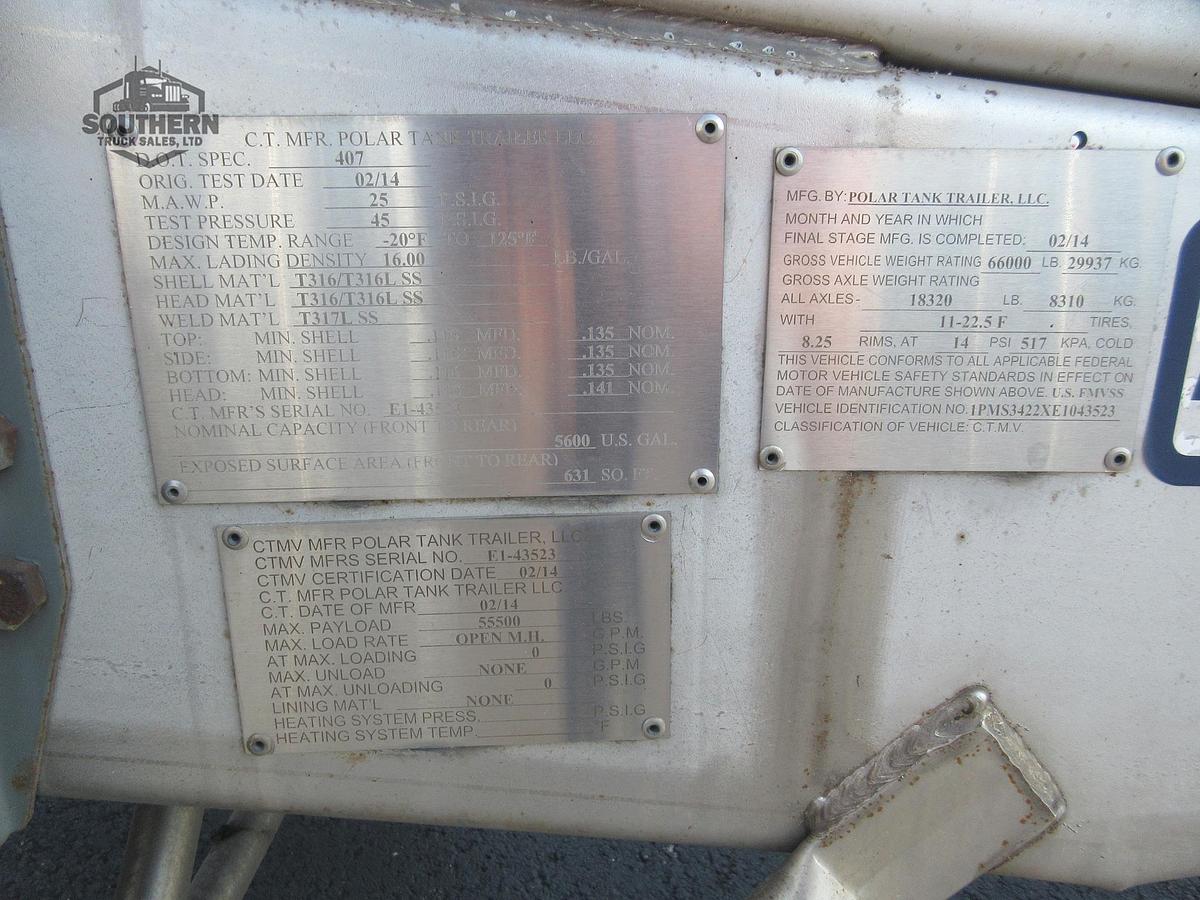 SOUTHERN
TRUCK SALES, LTD
C.T. MFR. POLAR TANK TRAILER LLC.
D.O.T. SPEC. 407
ORIG. TEST DATE 02/14
M.A.W.P. 25 P.S.I.G.
TEST PRESSURE 45 P.S.I.G.
DESIGN TEMP. RANGE -20°F TO 125°F
MAX. LADING DENSITY 16.00 LB./GAL.
SHELL MAT'L T316/T316L SS
HEAD MAT'L T316/T316L SS
WELD MAT'L T317L SS
TOP: MIN. SHELL MFD. .135 NOM.
SIDE: MIN. SHELL MFD. .135 NOM.
BOTTOM: MIN. SHELL MFD. .135 NOM.
HEAD: MIN. SHELL MFD. .141 NOM.
C.T. MFR'S SERIAL NO. E1-43523
NOMINAL CAPACITY (FRONT TO REAR)
5600 U.S. GAL.
EXPOSED SURFACE AREA (FRONT TO REAR)
631 SQ. FT.
MFG. BY: POLAR TANK TRAILER, LLC.
MONTH AND YEAR IN WHICH
FINAL STAGE MFG. IS COMPLETED: 02/14
GROSS VEHICLE WEIGHT RATING 66000 LB. 29937 KG.
GROSS AXLE WEIGHT RATING
ALL AXLES - 18320 LB. 8310 KG.
WITH 11-22.5 F . TIRES,
8.25 RIMS, AT 14 PSI 517 KPA, COLD
THIS VEHICLE CONFORMS TO ALL APPLICABLE FEDERAL
MOTOR VEHICLE SAFETY STANDARDS IN EFFECT ON
DATE OF MANUFACTURE SHOWN ABOVE. U.S. FMVSS
VEHICLE IDENTIFICATION NO. 1PMS3422XE1043523
CLASSIFICATION OF VEHICLE: C.T.M.V.
CTMV MFR POLAR TANK TRAILER, LLC.
CTMV MFRS SERIAL NO. E1-43523
CTMV CERTIFICATION DATE 02/14
C.T. MFR POLAR TANK TRAILER LLC
C.T. DATE OF MFR 02/14
MAX. PAYLOAD 55500 LBS.
MAX. LOAD RATE OPEN M.H. G.P.M.
AT MAX. LOADING 0 P.S.I.G
MAX. UNLOAD NONE G.P.M
AT MAX. UNLOADING 0 P.S.I.G
LINING MAT'L NONE
HEATING SYSTEM PRESS. P.S.I.G
HEATING SYSTEM TEMP. °F